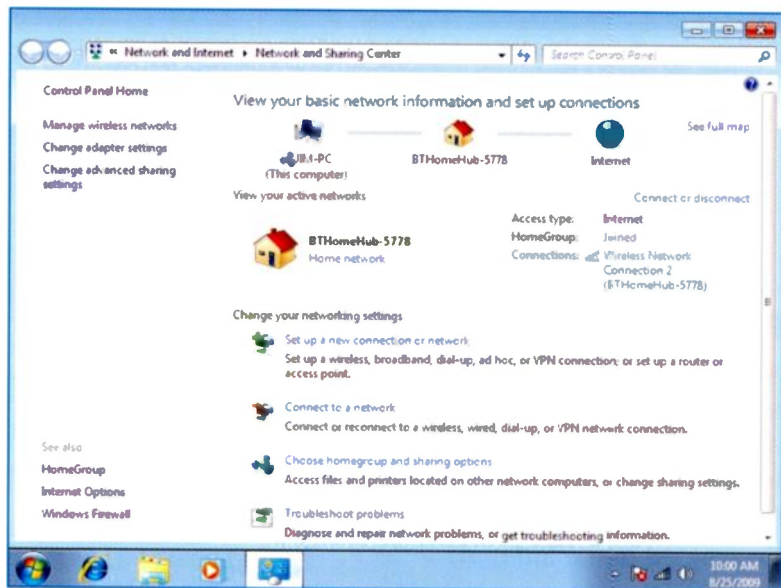 « Network and Internet ▸ Network and Sharing Center
Search Control Panel
Control Panel Home
Manage wireless networks
Change adapter settings
Change advanced sharing
settings
See also
HomeGroup
Internet Options
Windows Firewall
View your basic network information and set up connections
See full map
JIM-PC
(This computer)
BTHomeHub-5778
Internet
View your active networks
Connect or disconnect
BTHomeHub-5778
Home network
Access type: Internet
HomeGroup: Joined
Connections: Wireless Network
Connection 2
(BTHomeHub-5778)
Change your networking settings
Set up a new connection or network
Set up a wireless, broadband, dial-up, ad hoc, or VPN connection; or set up a router or
access point.
Connect to a network
Connect or reconnect to a wireless, wired, dial-up, or VPN network connection.
Choose homegroup and sharing options
Access files and printers located on other network computers, or change sharing settings.
Troubleshoot problems
Diagnose and repair network problems, or get troubleshooting information.
10:00 AM
8/25/2009